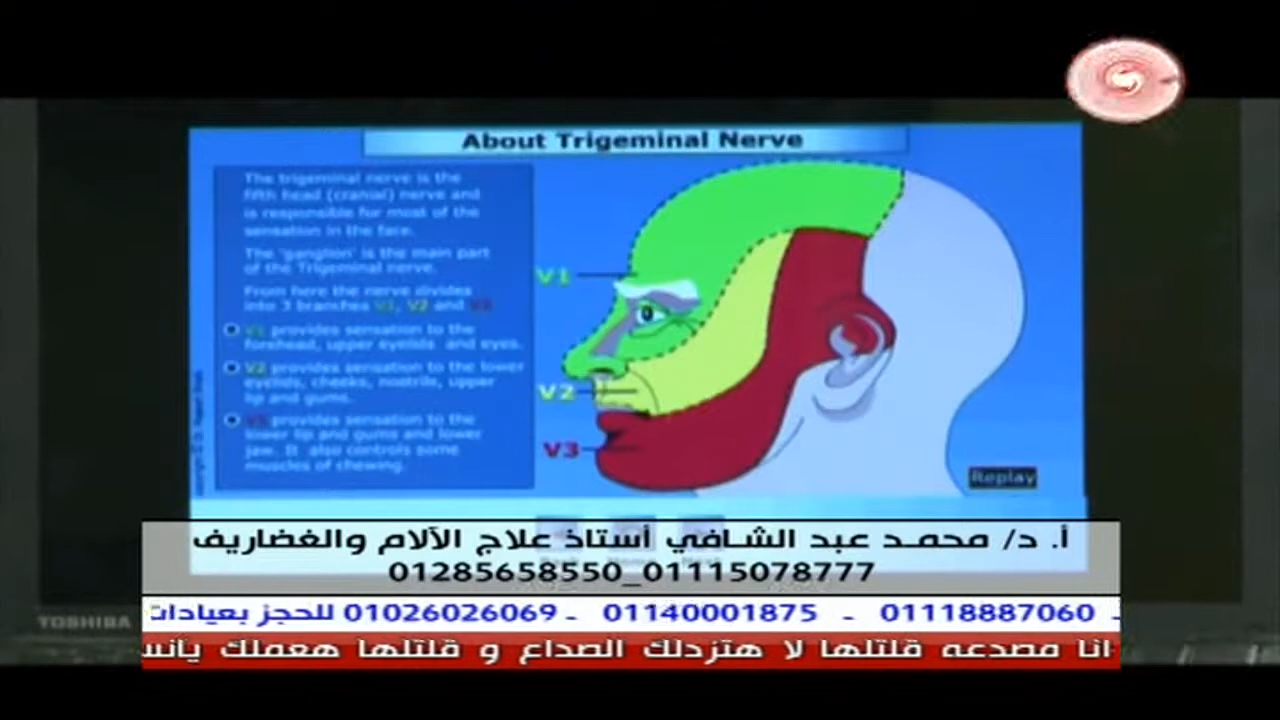 About Trigeminal Nerve
The trigeminal nerve is the
fifth head (cranial) nerve and
is responsible for most of the
sensation in the face.
The 'ganglion' is the main part
of the Trigeminal nerve.
From here the nerve divides
into 3 branches V1, V2 and V3
V1 provides sensation to the
forehead, upper eyelids and eyes.
V2 provides sensation to the lower
eyelids, cheeks, nostrils, upper
lip and gums.
V3 provides sensation to the
lower lip and gums and lower
jaw. It also controls some
muscles of chewing.
V1
V2
V3
Replay
أ. د/ محمد عبد الشافي أستاذ علاج الآلام والغضاريف
01285658550_01115078777
01118887060 ـ 01140001875 ـ 01026026069 للحجز بعيادات
TOSHIBA
انا مصدعه قلتلها لا هتزدلك الصداع و قلتلها هعملك يأنس